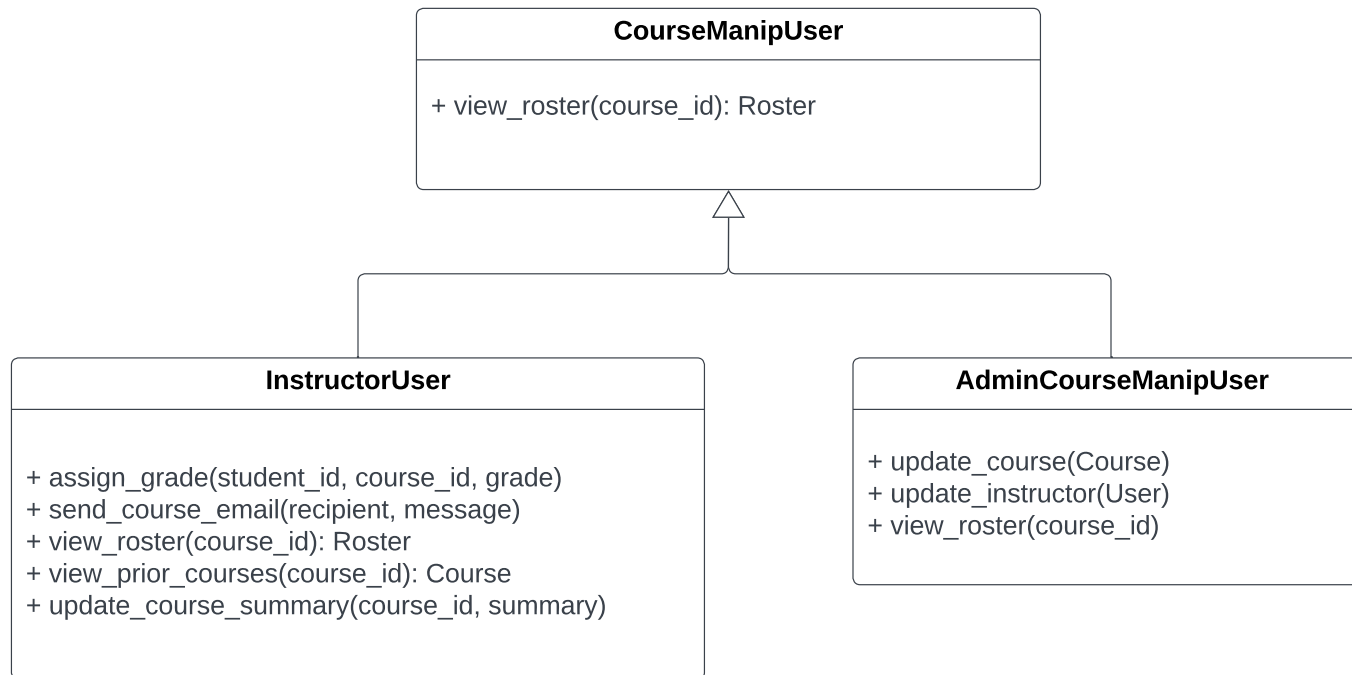 CourseManipUser
+ view_roster(course_id): Roster
InstructorUser
+ assign_grade(student_id, course_id, grade)
+ send_course_email(recipient, message)
+ view_roster(course_id): Roster
+ view_prior_courses(course_id): Course
+ update_course_summary(course_id, summary)
AdminCourseManipUser
+ update_course(Course)
+ update_instructor(User)
+ view_roster(course_id)